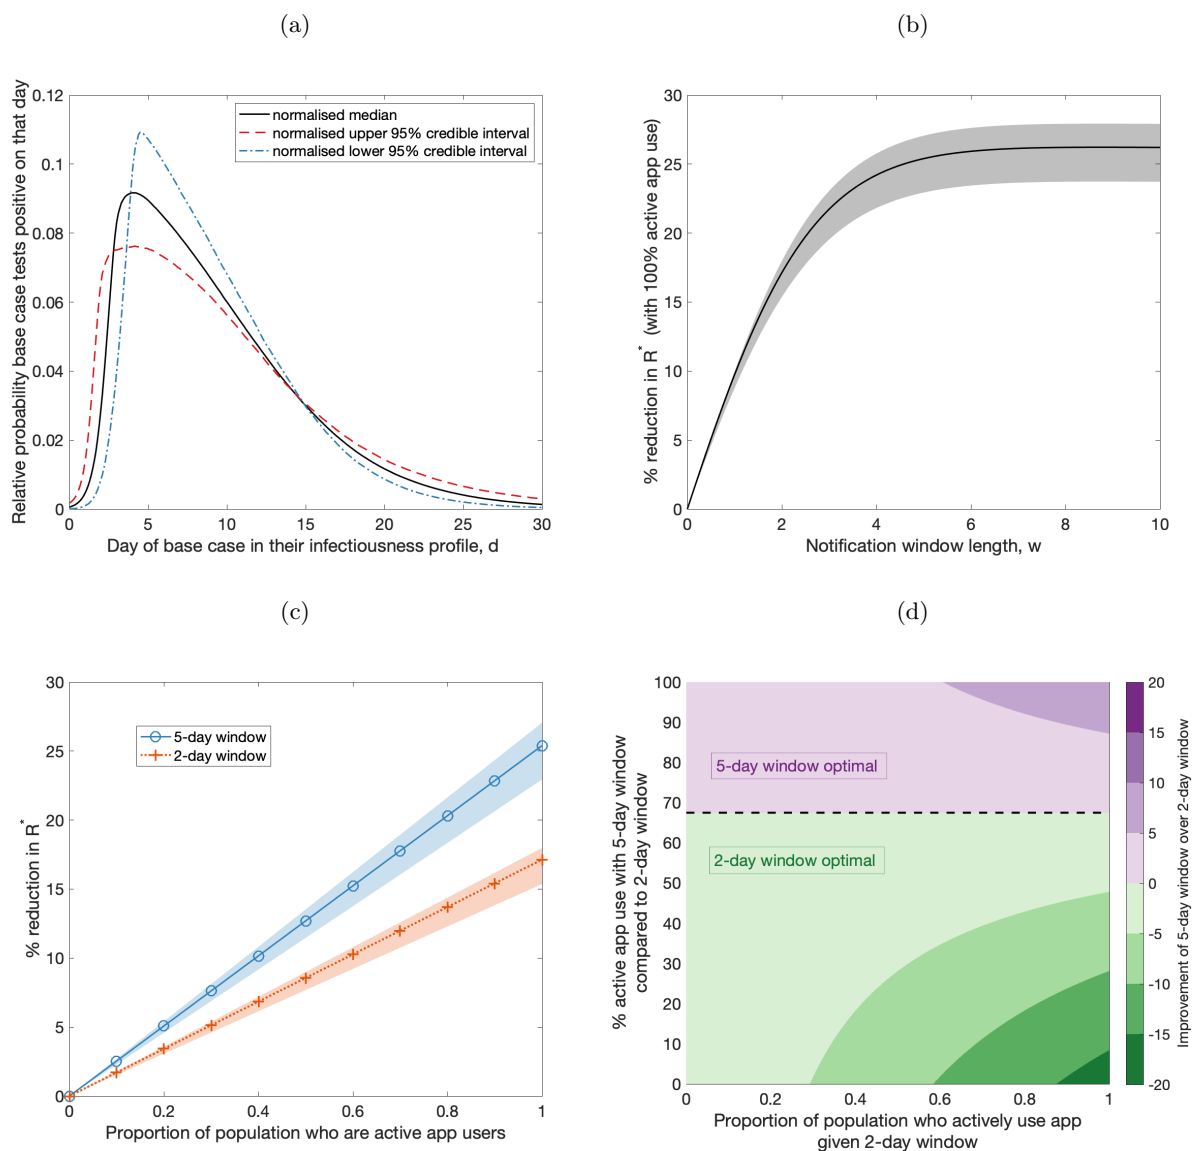 (a)
Relative probability base case tests positive on that day
0.12
0.1
0.08
0.06
0.04
0.02
0
normalised median
normalised upper 95% credible interval
normalised lower 95% credible interval
0 5 10 15 20 25 30
Day of base case in their infectiousness profile, d
(b)
% reduction in R* (with 100% active app use)
30
25
20
15
10
5
0
0 2 4 6 8 10
Notification window length, w
(c)
% reduction in R*
30
25
20
15
10
5
0
5-day window
2-day window
0 0.2 0.4 0.6 0.8 1
Proportion of population who are active app users
(d)
% active app use with 5-day window
compared to 2-day window
100
90
80
70
60
50
40
30
20
10
0
5-day window optimal
2-day window optimal
0 0.2 0.4 0.6 0.8 1
Proportion of population who actively use app
given 2-day window
20
15
10
5
0
-5
-10
-15
-20
Improvement of 5-day window over 2-day window